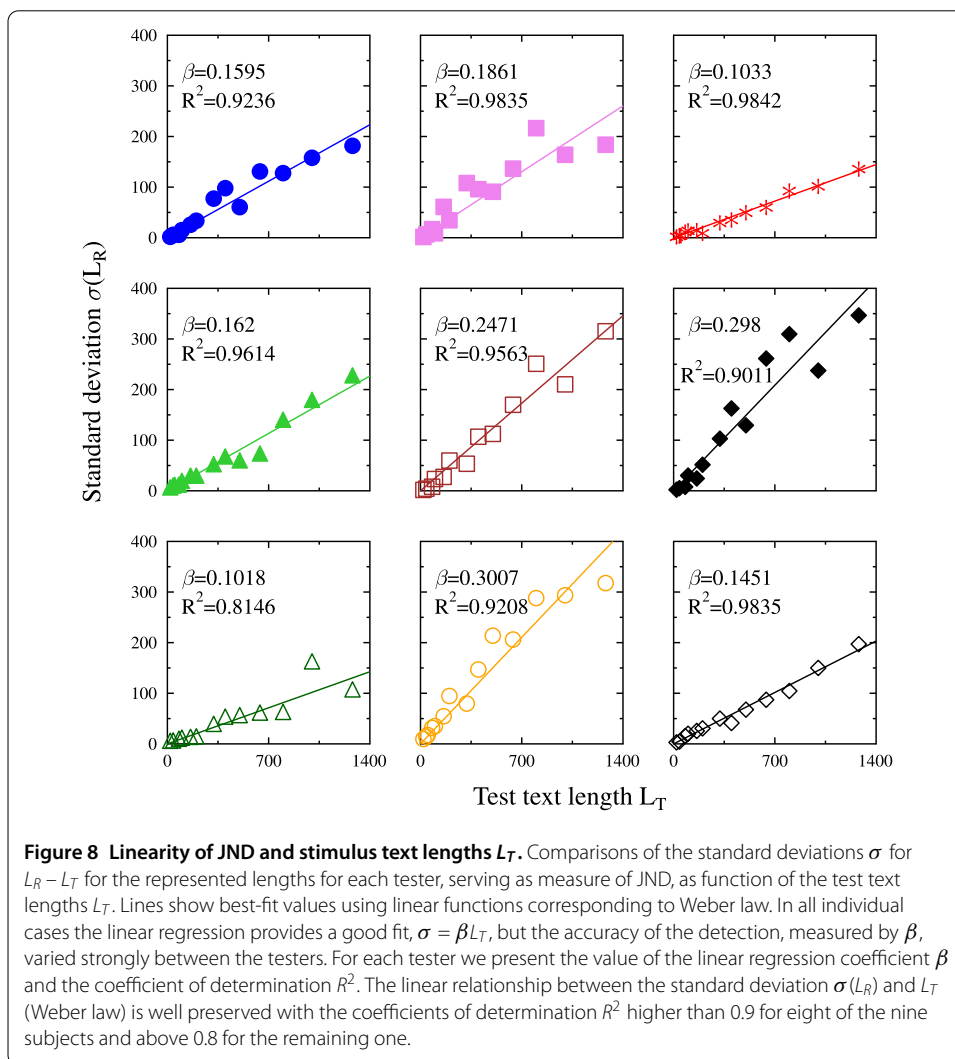 400
300
200
100
0
β=0.1595
R²=0.9236
β=0.1861
R²=0.9835
β=0.1033
R²=0.9842
Standard deviation σ(L_R)
400
300
200
100
0
β=0.162
R²=0.9614
β=0.2471
R²=0.9563
β=0.298
R²=0.9011
400
300
200
100
0
β=0.1018
R²=0.8146
β=0.3007
R²=0.9208
β=0.1451
R²=0.9835
0 700 1400 0 700 1400 0 700 1400
Test text length L_T
Figure 8 Linearity of JND and stimulus text lengths L_T. Comparisons of the standard deviations σ for
L_R – L_T for the represented lengths for each tester, serving as measure of JND, as function of the test text
lengths L_T. Lines show best-fit values using linear functions corresponding to Weber law. In all individual
cases the linear regression provides a good fit, σ = βL_T, but the accuracy of the detection, measured by β,
varied strongly between the testers. For each tester we present the value of the linear regression coefficient β
and the coefficient of determination R². The linear relationship between the standard deviation σ(L_R) and L_T
(Weber law) is well preserved with the coefficients of determination R² higher than 0.9 for eight of the nine
subjects and above 0.8 for the remaining one.